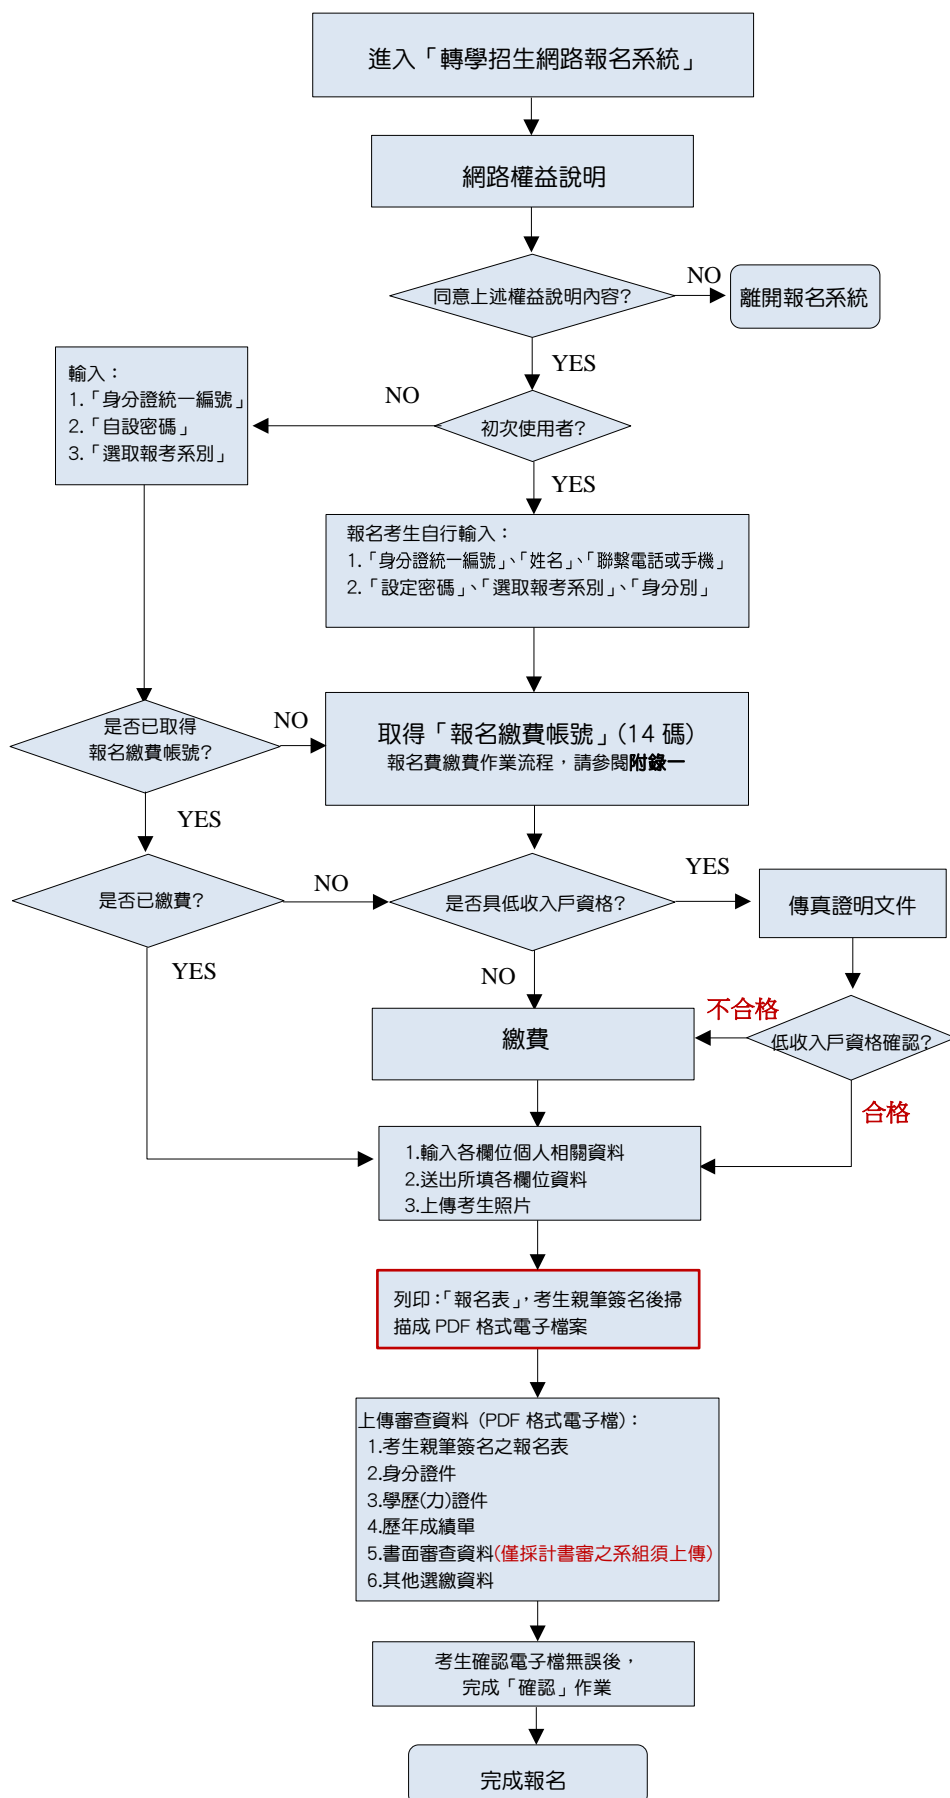 進入「轉學招生網路報名系統」
網路權益說明
同意上述權益說明內容?
NO
離開報名系統
YES
輸入：
1.「身分證統一編號」
2.「自設密碼」
3.「選取報考系別」
NO
初次使用者?
YES
報名考生自行輸入：
1.「身分證統一編號」、「姓名」、「聯繫電話或手機」
2.「設定密碼」、「選取報考系別」、「身分別」
是否已取得
報名繳費帳號?
NO
取得「報名繳費帳號」(14 碼)
報名費繳費作業流程，請參閱附錄一
YES
是否已繳費?
NO
是否具低收入戶資格?
YES
傳真證明文件
YES
NO
不合格
繳費
低收入戶資格確認?
合格
1.輸入各欄位個人相關資料
2.送出所填各欄位資料
3.上傳考生照片
列印：「報名表」，考生親筆簽名後掃
描成 PDF 格式電子檔案
上傳審查資料 (PDF 格式電子檔)：
1.考生親筆簽名之報名表
2.身分證件
3.學歷(力)證件
4.歷年成績單
5.書面審查資料(僅採計書審之系組須上傳)
6.其他選繳資料
考生確認電子檔無誤後，
完成「確認」作業
完成報名